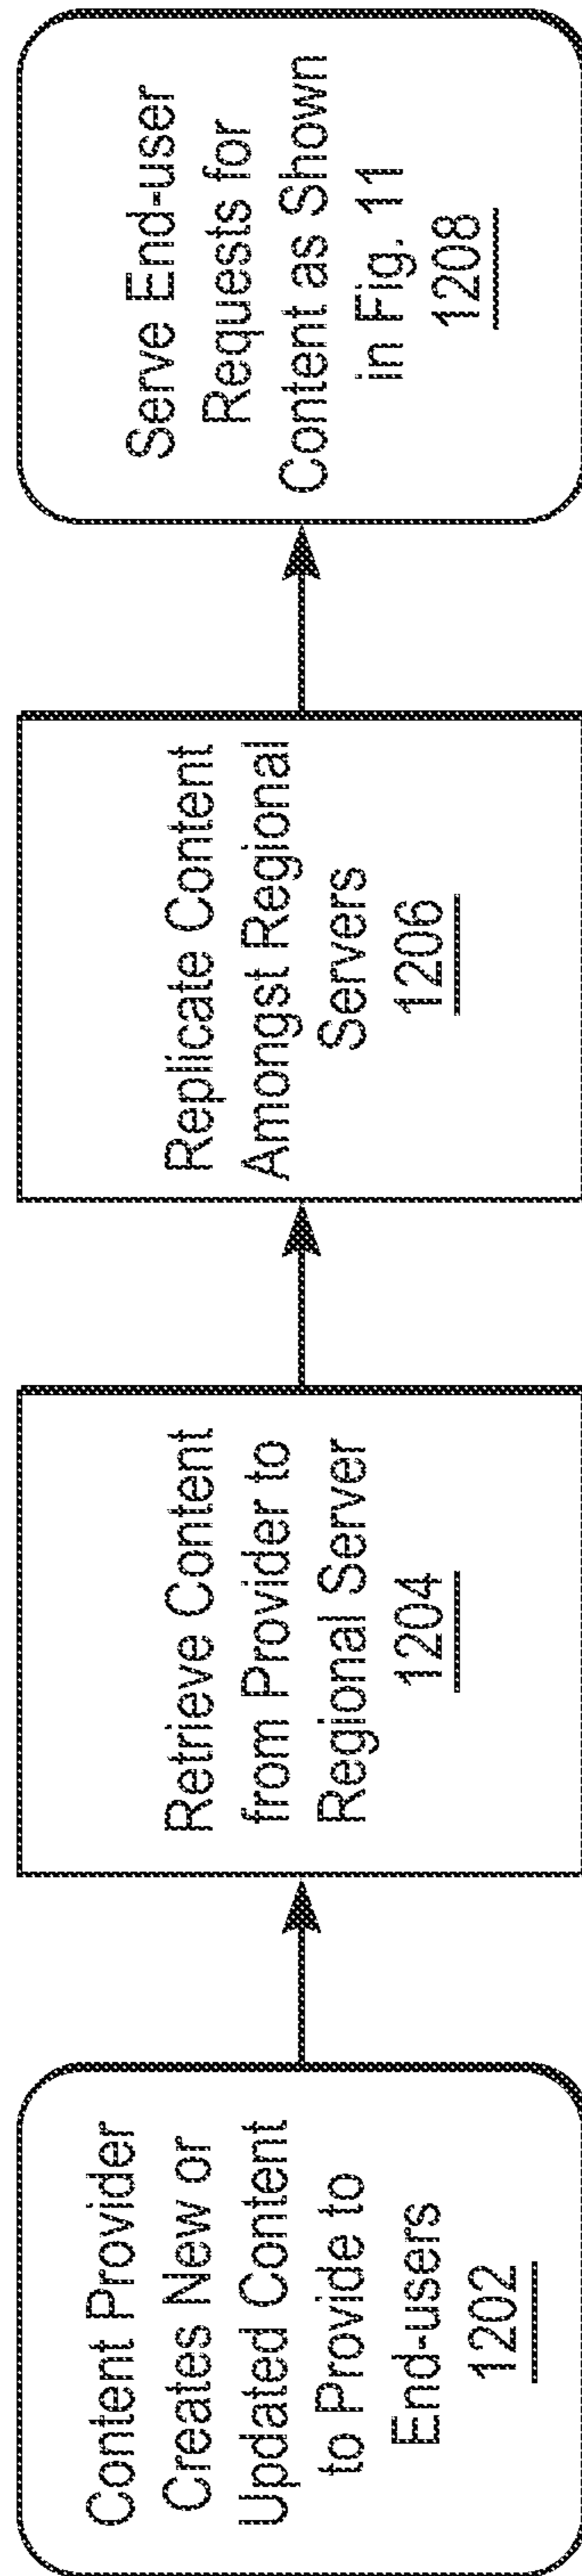 Content Provider
Creates New or
Updated Content
to Provide to
End-users
1202
Retrieve Content
from Provider to
Regional Server
1204
Replicate Content
Amongst Regional
Servers
1206
Serve End-user
Requests for
Content as Shown
in Fig. 11
1208